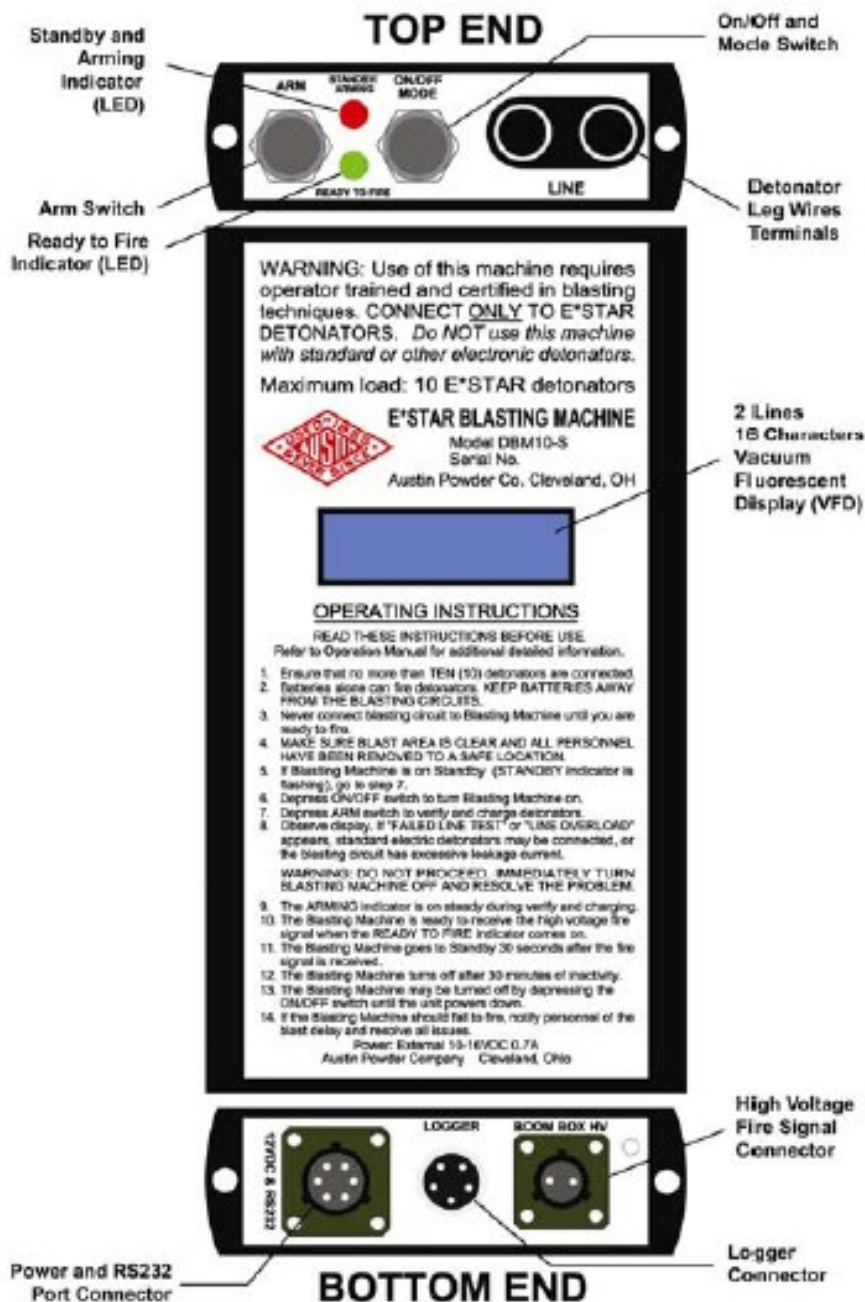 TOP END
Standby and
Arming
Indicator
(LED)
On/Off and
Mode Switch
ARM
STANDBY
ARMING
ON/OFF
MODE
READY TO FIRE
LINE
Arm Switch
Ready to Fire
Indicator (LED)
Detonator
Leg Wires
Terminals
WARNING: Use of this machine requires
operator trained and certified in blasting
techniques. CONNECT ONLY TO E*STAR
DETONATORS. Do NOT use this machine
with standard or other electronic detonators.
Maximum load: 10 E*STAR detonators
E*STAR BLASTING MACHINE
Model DBM10-S
Serial No.
Austin Powder Co. Cleveland, OH
2 Lines
16 Characters
Vacuum
Fluorescent
Display (VFD)
OPERATING INSTRUCTIONS
READ THESE INSTRUCTIONS BEFORE USE.
Refer to Operation Manual for additional detailed information.
1. Ensure that no more than TEN (10) detonators are connected.
2. Batteries alone can fire detonators. KEEP BATTERIES AWAY
FROM THE BLASTING CIRCUITS.
3. Never connect blasting circuit to Blasting Machine until you are
ready to fire.
4. MAKE SURE BLAST AREA IS CLEAR AND ALL PERSONNEL
HAVE BEEN REMOVED TO A SAFE LOCATION.
5. If Blasting Machine is on Standby (STANDBY indicator is
flashing), go to step 7.
6. Depress ON/OFF switch to turn Blasting Machine on.
7. Depress ARM switch to verify and charge detonators.
8. Observe display. If "FAILED LINE TEST" or "LINE OVERLOAD"
appears, standard electric detonators may be connected, or
the blasting circuit has excessive leakage current.
WARNING: DO NOT PROCEED. IMMEDIATELY TURN
BLASTING MACHINE OFF AND RESOLVE THE PROBLEM.
9. The ARMING indicator is on steady during verify and charging.
10. The Blasting Machine is ready to receive the high voltage fire
signal when the READY TO FIRE indicator comes on.
11. The Blasting Machine goes to Standby 30 seconds after the fire
signal is received.
12. The Blasting Machine turns off after 30 minutes of inactivity.
13. The Blasting Machine may be turned off by depressing the
ON/OFF switch until the unit powers down.
14. If the Blasting Machine should fail to fire, notify personnel of the
blast delay and resolve all issues.
Power: External 10-16VDC 0.7A
Austin Powder Company Cleveland, Ohio
12VDC & RS232
LOGGER
BOOM BOX HV
High Voltage
Fire Signal
Connector
Power and RS232
Port Connector
Logger
Connector
BOTTOM END